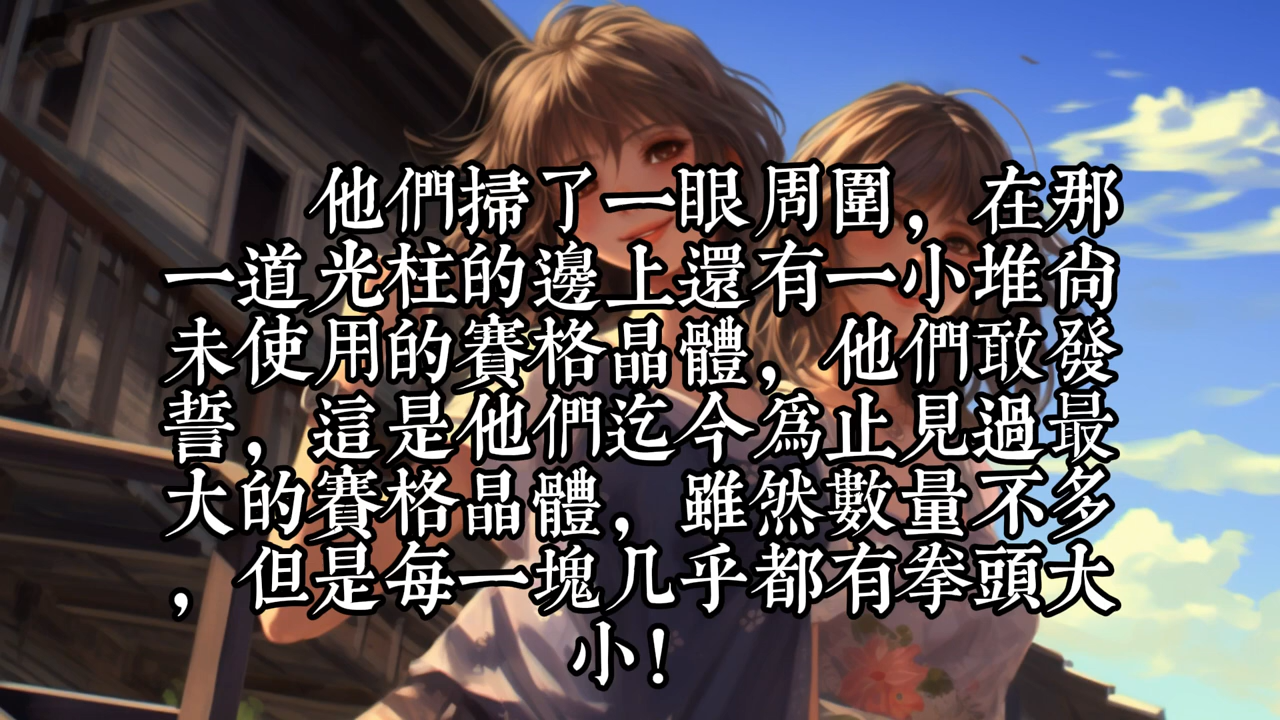 他們掃了一眼周圍，在那
一道光柱的邊上還有一小堆尙
未使用的賽格晶體，他們敢發
誓，這是他們迄今爲止見過最
大的賽格晶體，雖然數量不多
，但是每一塊几乎都有拳頭大
小！